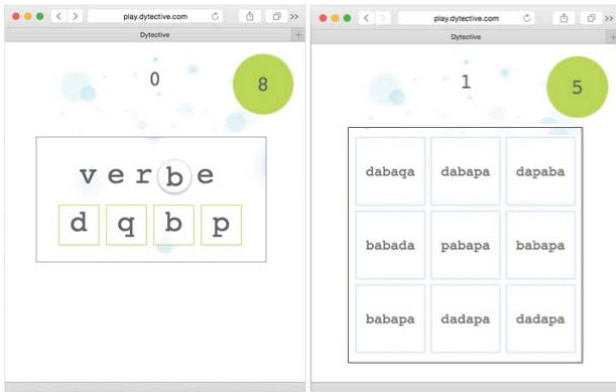 play.dytective.com
Dytective
0
8
v e r b e
d q b p
play.dytective.com
Dytective
1
5
dabaqa dabapa dapaba
babada pabapa babapa
babapa dadapa dadapa